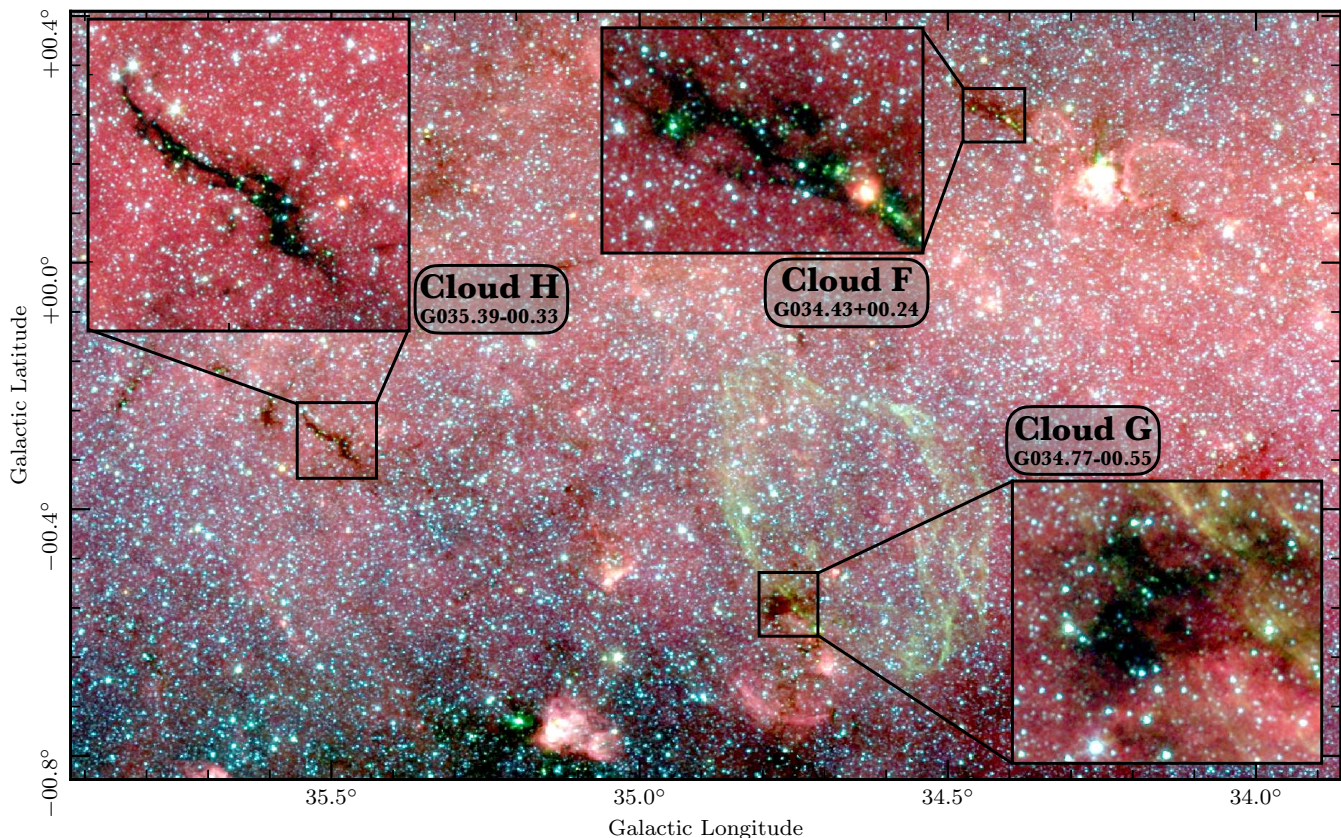 +00.4°
+00.0°
−00.4°
−00.8°
Galactic Latitude
Cloud H
G035.39-00.33
Cloud F
G034.43+00.24
Cloud G
G034.77-00.55
35.5°
35.0°
34.5°
34.0°
Galactic Longitude